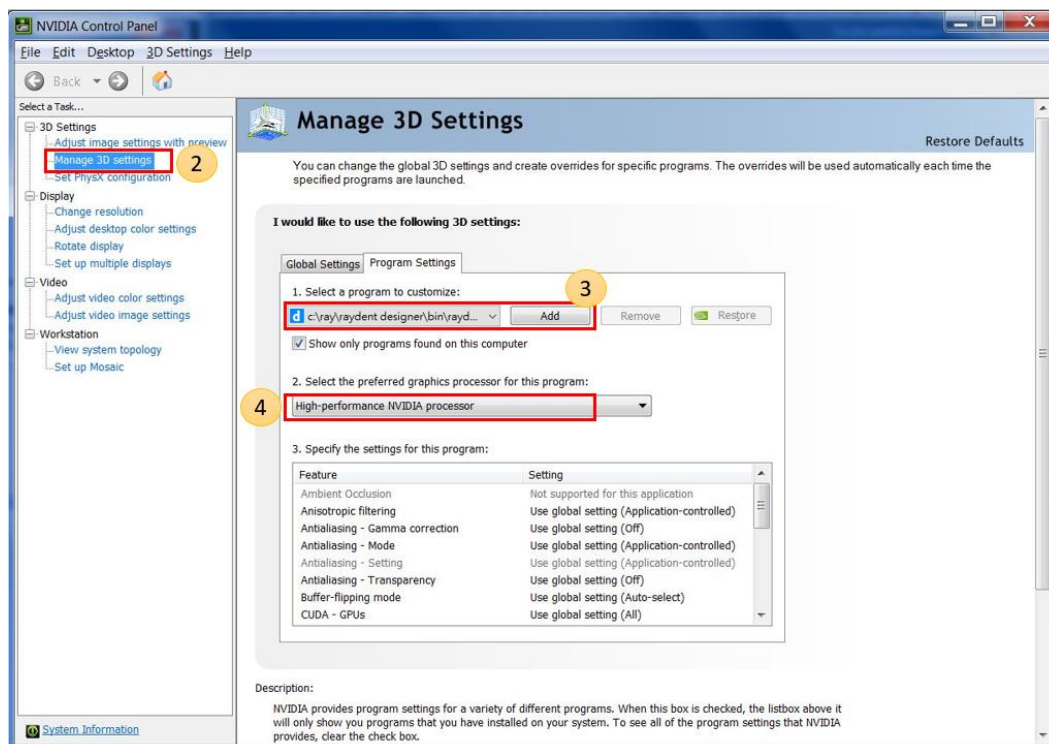 NVIDIA Control Panel
File Edit Desktop 3D Settings Help
Back
Select a Task...
3D Settings
Adjust image settings with preview
Manage 3D settings
2
Set PhysX configuration
Display
Change resolution
Adjust desktop color settings
Rotate display
Set up multiple displays
Video
Adjust video color settings
Adjust video image settings
Workstation
View system topology
Set up Mosaic
System Information
Manage 3D Settings
Restore Defaults
You can change the global 3D settings and create overrides for specific programs. The overrides will be used automatically each time the
specified programs are launched.
I would like to use the following 3D settings:
Global Settings Program Settings
1. Select a program to customize:
3
d c:\ray\raydent designer\bin\rayd... Add Remove Restore
Show only programs found on this computer
2. Select the preferred graphics processor for this program:
4
High-performance NVIDIA processor
3. Specify the settings for this program:
Feature Setting
Ambient Occlusion Not supported for this application
Anisotropic filtering Use global setting (Application-controlled)
Antialiasing - Gamma correction Use global setting (Off)
Antialiasing - Mode Use global setting (Application-controlled)
Antialiasing - Setting Use global setting (Application-controlled)
Antialiasing - Transparency Use global setting (Off)
Buffer-flipping mode Use global setting (Auto-select)
CUDA - GPUs Use global setting (All)
Description:
NVIDIA provides program settings for a variety of different programs. When this box is checked, the listbox above it
will only show you programs that you have installed on your system. To see all of the program settings that NVIDIA
provides, clear the check box.